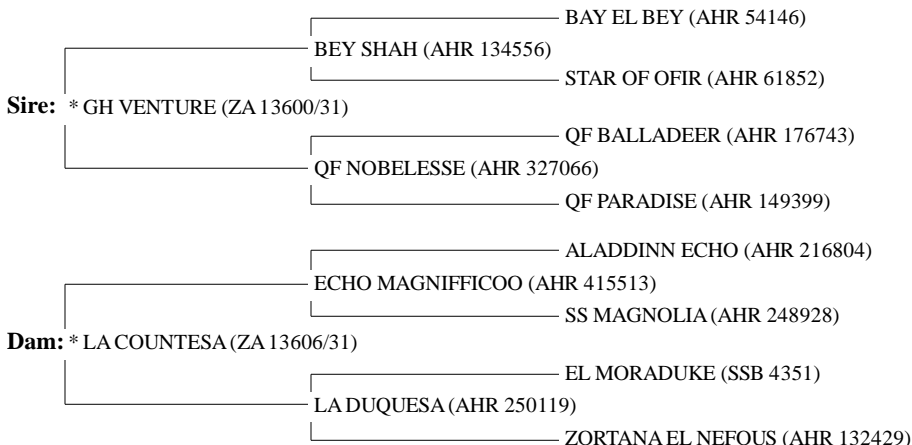 BAY EL BEY (AHR 54146)
BEY SHAH (AHR 134556)
STAR OF OFIR (AHR 61852)
Sire: * GH VENTURE (ZA 13600/31)
QF BALLADEER (AHR 176743)
QF NOBELESSE (AHR 327066)
QF PARADISE (AHR 149399)
ALADDINN ECHO (AHR 216804)
ECHO MAGNIFFICOO (AHR 415513)
SS MAGNOLIA (AHR 248928)
Dam: * LA COUNTESA (ZA 13606/31)
EL MORADUKE (SSB 4351)
LA DUQUESA (AHR 250119)
ZORTANA EL NEFOUS (AHR 132429)